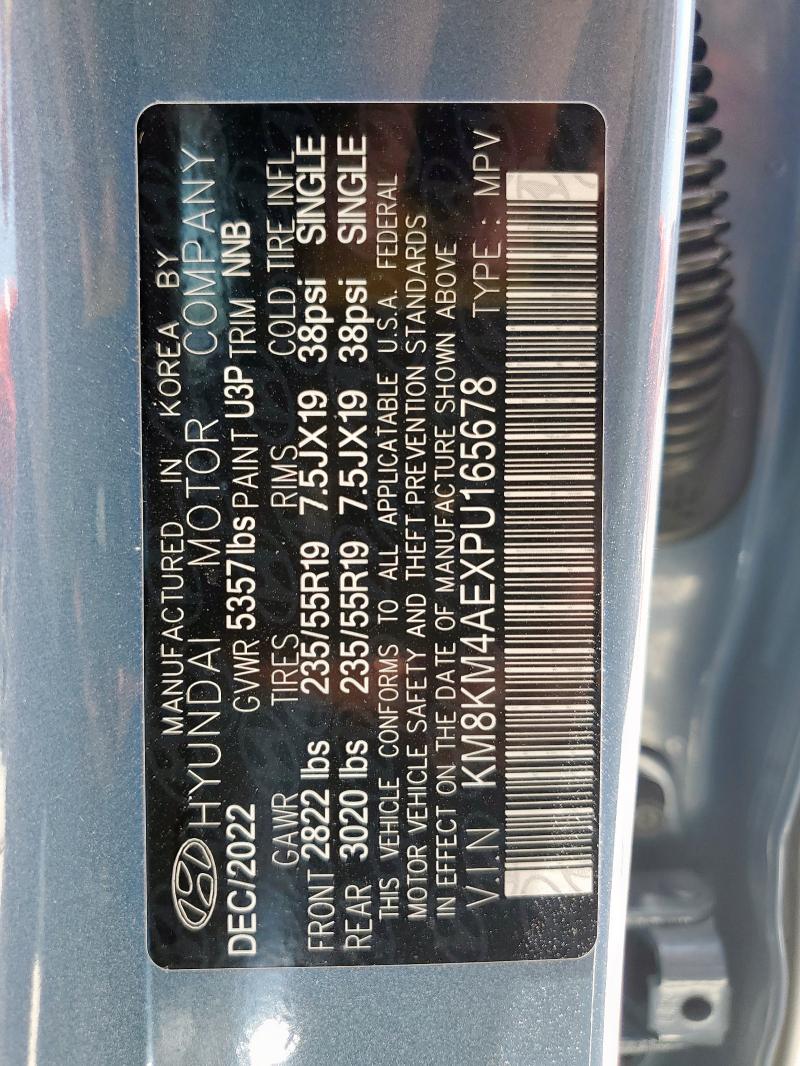 MANUFACTURED IN KOREA BY
HYUNDAI MOTOR COMPANY
DEC/2022 GVWR 5357 lbs PAINT U3P TRIM NNB
GAWR TIRES RIMS COLD TIRE INFL
FRONT 2822 lbs 235/55R19 7.5JX19 38psi SINGLE
REAR 3020 lbs 235/55R19 7.5JX19 38psi SINGLE
THIS VEHICLE CONFORMS TO ALL APPLICATABLE U.S.A. FEDERAL
MOTOR VEHICLE SAFETY AND THEFT PREVENTION STANDARDS
IN EFFECT ON THE DATE OF MANUFACTURE SHOWN ABOVE
V.I.N KM8KM4AEXPU165678 TYPE : MPV